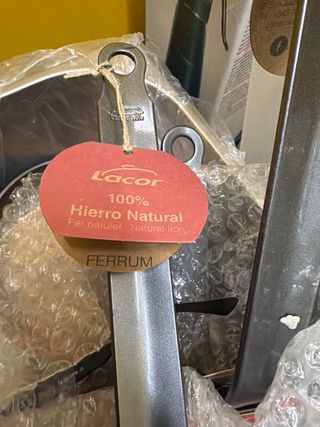 Lacor
100%
Hierro Natural
Fer naturel . Natural Iron
FERRUM